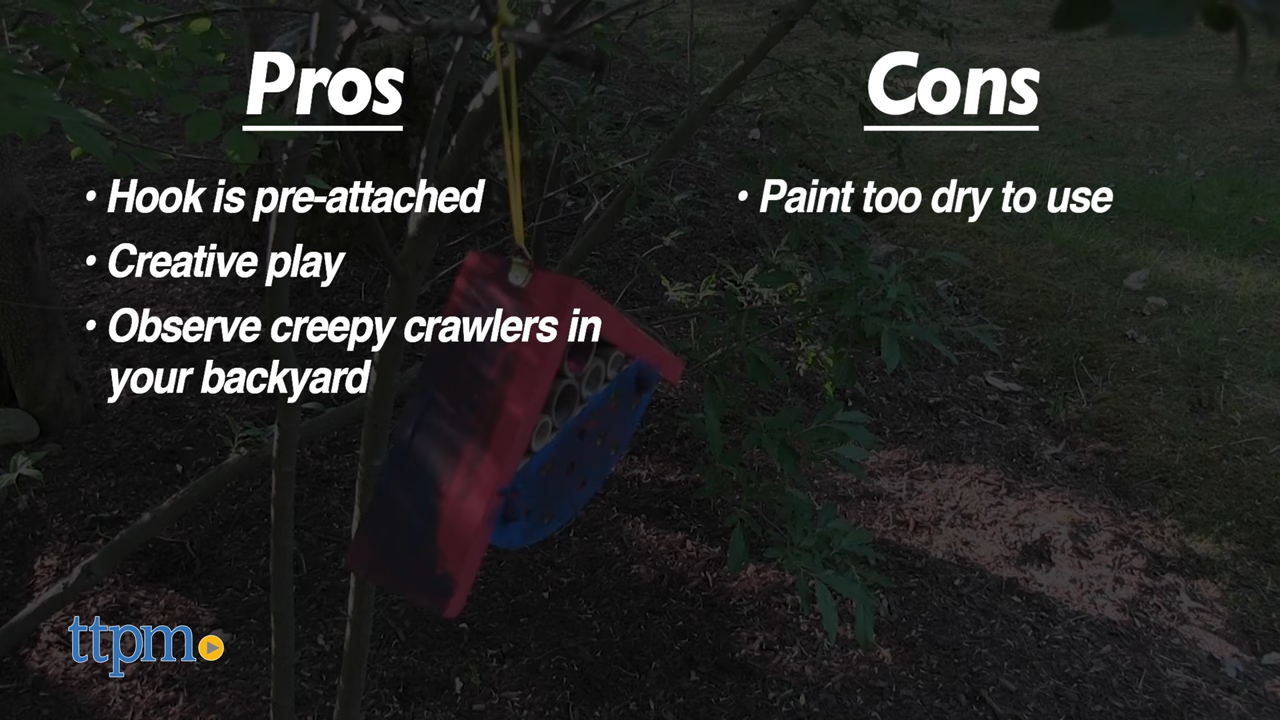 Pros
• Hook is pre-attached
• Creative play
• Observe creepy crawlers in
your backyard
Cons
• Paint too dry to use
ttpm